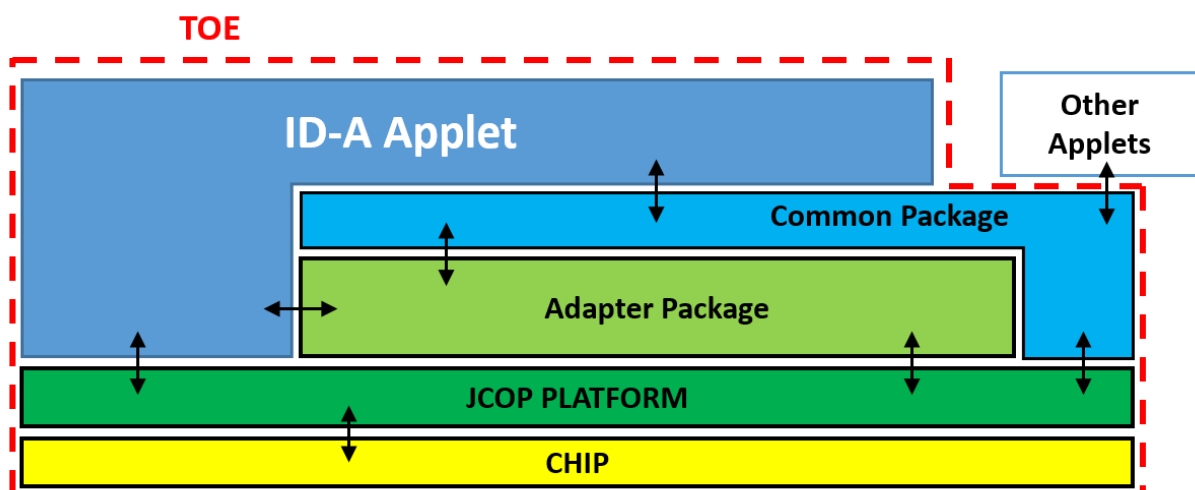 TOE
ID-A Applet
Other
Applets
Common Package
Adapter Package
JCOP PLATFORM
CHIP